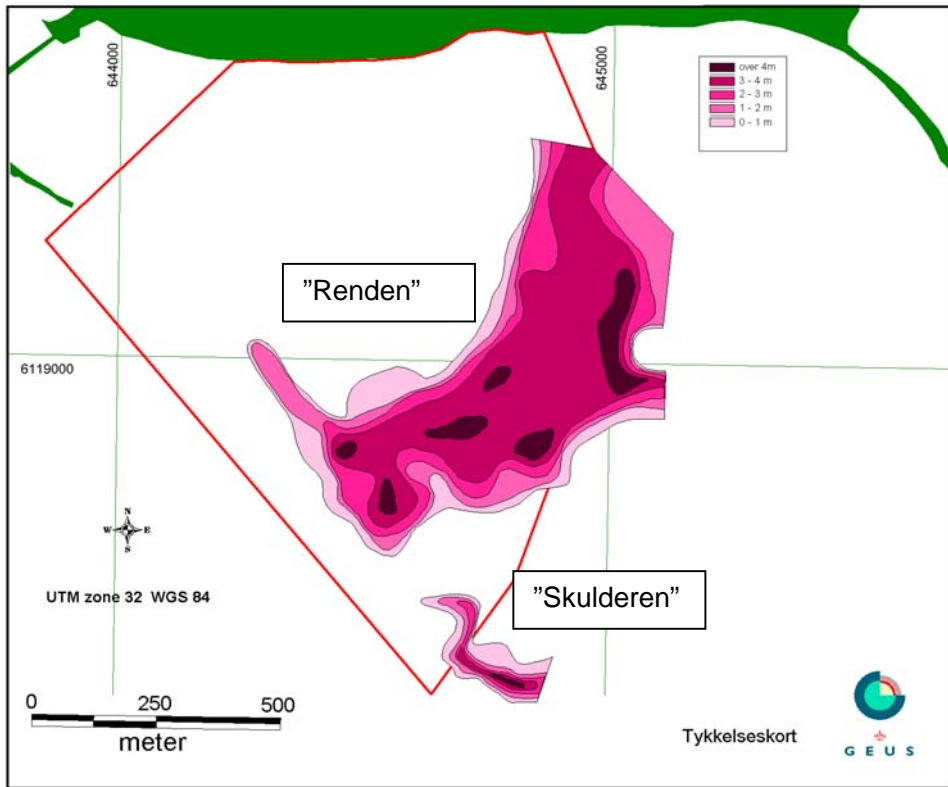 644000
645000
over 4m
3 - 4 m
2 - 3 m
1 - 2 m
0 - 1 m
”Renden”
6119000
N
W E
S
UTM zone 32 WGS 84
”Skulderen”
0 250 500
meter
Tykkelseskort
G E U S